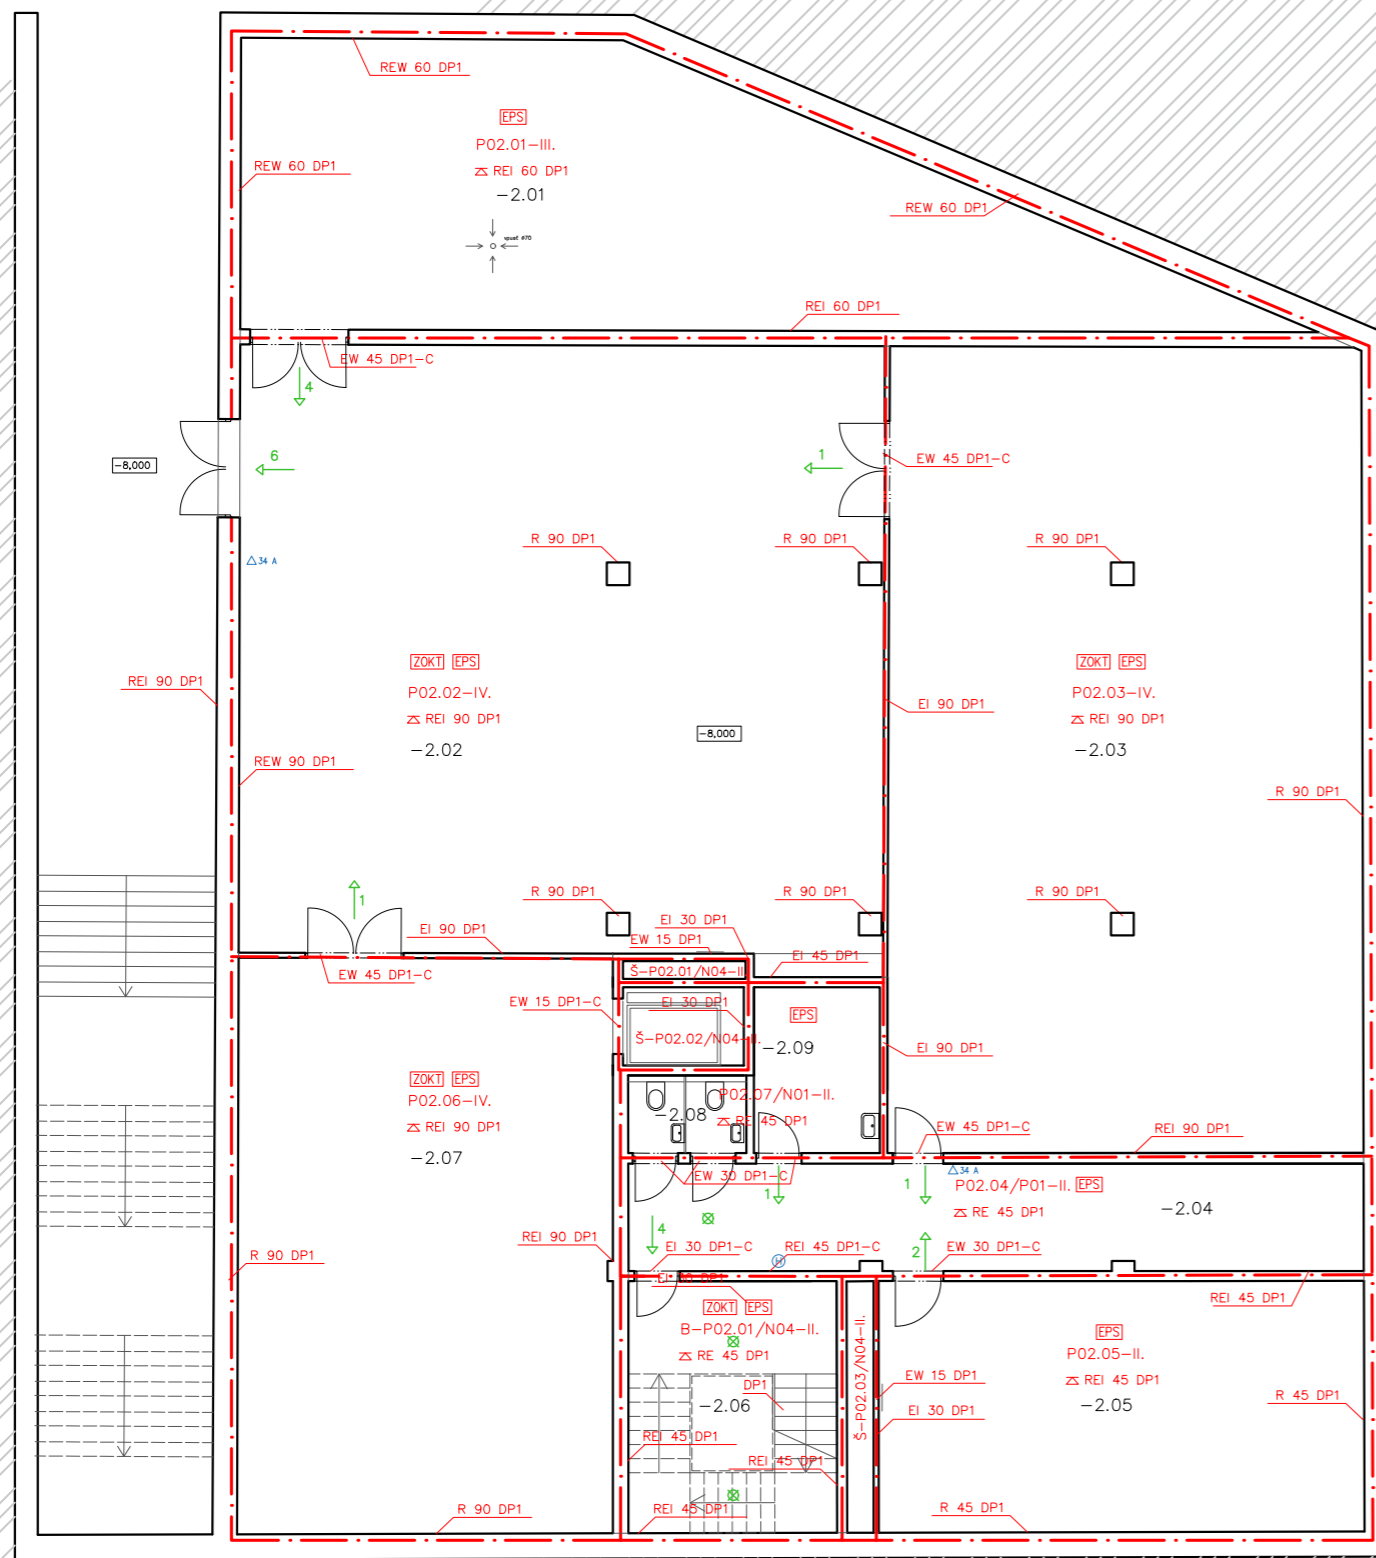 REW 60 DP1
EPS
P02.01-III.
REI 60 DP1
-2.01
REW 60 DP1
REW 60 DP1
vpusť #70
REI 60 DP1
EW 45 DP1-C
4
6
-8,000
1
EW 45 DP1-C
34 A
R 90 DP1
R 90 DP1
R 90 DP1
ZOKT EPS
P02.02-IV.
REI 90 DP1
-2.02
ZOKT EPS
P02.03-IV.
REI 90 DP1
-2.03
REI 90 DP1
EI 90 DP1
-8,000
REW 90 DP1
R 90 DP1
R 90 DP1
R 90 DP1
R 90 DP1
1
EI 90 DP1
EI 30 DP1
EW 15 DP1
EI 45 DP1
Š-P02.01/N04-II
EW 45 DP1-C
EW 15 DP1-C
EI 30 DP1
EPS
Š-P02.02/N04-II.
-2.09
EI 90 DP1
ZOKT EPS
P02.06-IV.
REI 90 DP1
-2.07
P02.07/N01-II.
-2.08
REI 45 DP1
EW 45 DP1-C
REI 90 DP1
EW 30 DP1-C
34 A
1
1
P02.04/P01-II. EPS
RE 45 DP1
-2.04
4
REI 90 DP1
EI 30 DP1-C
REI 45 DP1-C
2
EW 30 DP1-C
H
R 90 DP1
EI 30 DP1
REI 45 DP1
ZOKT EPS
B-P02.01/N04-II.
RE 45 DP1
EPS
P02.05-II.
REI 45 DP1
-2.05
Š-P02.03/N04-II.
DP1
-2.06
EW 15 DP1
EI 30 DP1
R 45 DP1
REI 45 DP1
REI 45 DP1
R 90 DP1
REI 45 DP1
R 45 DP1